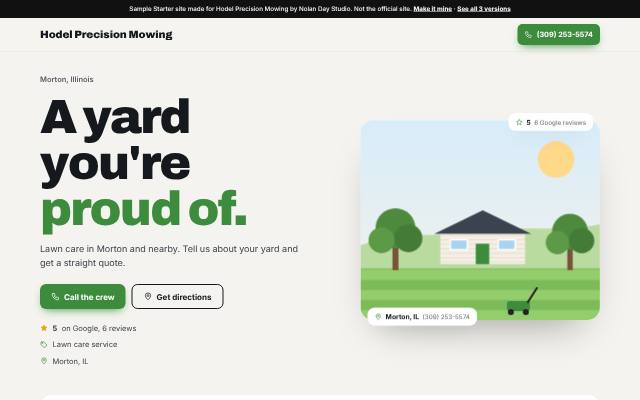 Sample Starter site made for Hodel Precision Mowing by Nolan Day Studio. Not the official site. Make it mine · See all 3 versions
Hodel Precision Mowing
(309) 253-5574
Morton, Illinois
A yard
you're
proud of.
Lawn care in Morton and nearby. Tell us about your yard and
get a straight quote.
Call the crew
Get directions
5 on Google, 6 reviews
Lawn care service
Morton, IL
5 6 Google reviews
Morton, IL (309) 253-5574